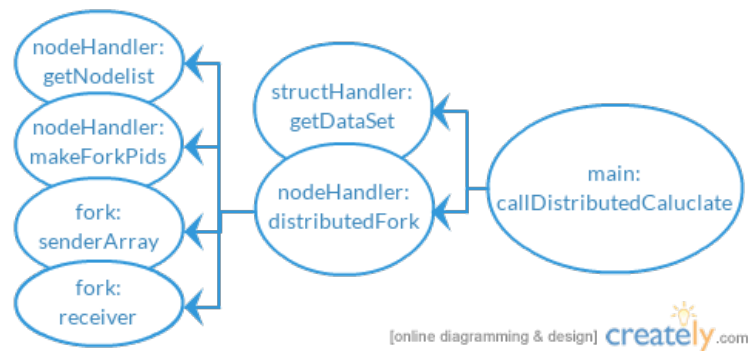 nodeHandler:
getNodelist
nodeHandler:
makeForkPids
fork:
senderArray
fork:
receiver
structHandler:
getDataSet
nodeHandler:
distributedFork
main:
callDistributedCaluclate
[online diagramming & design] creately.com